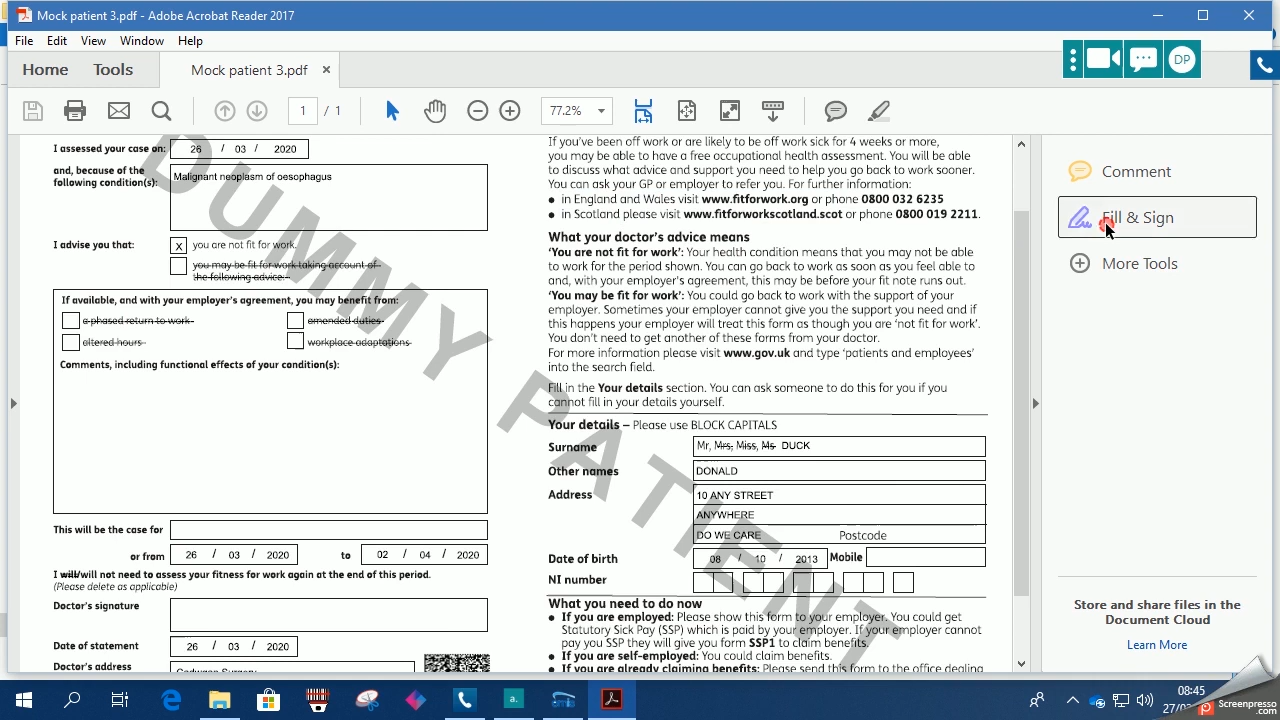 Mock patient 3.pdf - Adobe Acrobat Reader 2017
File Edit View Window Help
Home Tools Mock patient 3.pdf ×
DP
1 / 1 77.2%
I assessed your case on: 26 / 03 / 2020
and, because of the
following condition(s):
Malignant neoplasm of oesophagus
I advise you that:
X you are not fit for work.
you may be fit for work taking account of
the following advice:
If available, and with your employer's agreement, you may benefit from:
a phased return to work amended duties
altered hours workplace adaptations
Comments, including functional effects of your condition(s):
This will be the case for
or from 26 / 03 / 2020 to 02 / 04 / 2020
I will/will not need to assess your fitness for work again at the end of this period.
(Please delete as applicable)
Doctor's signature
Date of statement 26 / 03 / 2020
Doctor's address
Cadwgan Surgery
DUMMY PATIENT
If you've been off work or are likely to be off work sick for 4 weeks or more,
you may be able to have a free occupational health assessment. You will be able
to discuss what advice and support you need to help you go back to work sooner.
You can ask your GP or employer to refer you. For further information:
• in England and Wales visit www.fitforwork.org or phone 0800 032 6235
• in Scotland please visit www.fitforworkscotland.scot or phone 0800 019 2211.
What your doctor's advice means
'You are not fit for work': Your health condition means that you may not be able
to work for the period shown. You can go back to work as soon as you feel able to
and, with your employer's agreement, this may be before your fit note runs out.
'You may be fit for work': You could go back to work with the support of your
employer. Sometimes your employer cannot give you the support you need and if
this happens your employer will treat this form as though you are 'not fit for work'.
You don't need to get another of these forms from your doctor.
For more information please visit www.gov.uk and type 'patients and employees'
into the search field.
Fill in the Your details section. You can ask someone to do this for you if you
cannot fill in your details yourself.
Your details – Please use BLOCK CAPITALS
Surname Mr, Mrs, Miss, Ms DUCK
Other names DONALD
Address 10 ANY STREET
ANYWHERE
DO WE CARE Postcode
Date of birth 08 / 10 / 2013 Mobile
NI number
What you need to do now
• If you are employed: Please show this form to your employer. You could get
Statutory Sick Pay (SSP) which is paid by your employer. If your employer cannot
pay you SSP they will give you form SSP1 to claim benefits.
• If you are self-employed: You could claim benefits.
• If you are already claiming benefits: Please send this form to the office dealing
Comment
Fill & Sign
More Tools
Store and share files in the
Document Cloud
Learn More
a.
08:45
27/0
Screenpresso
.com